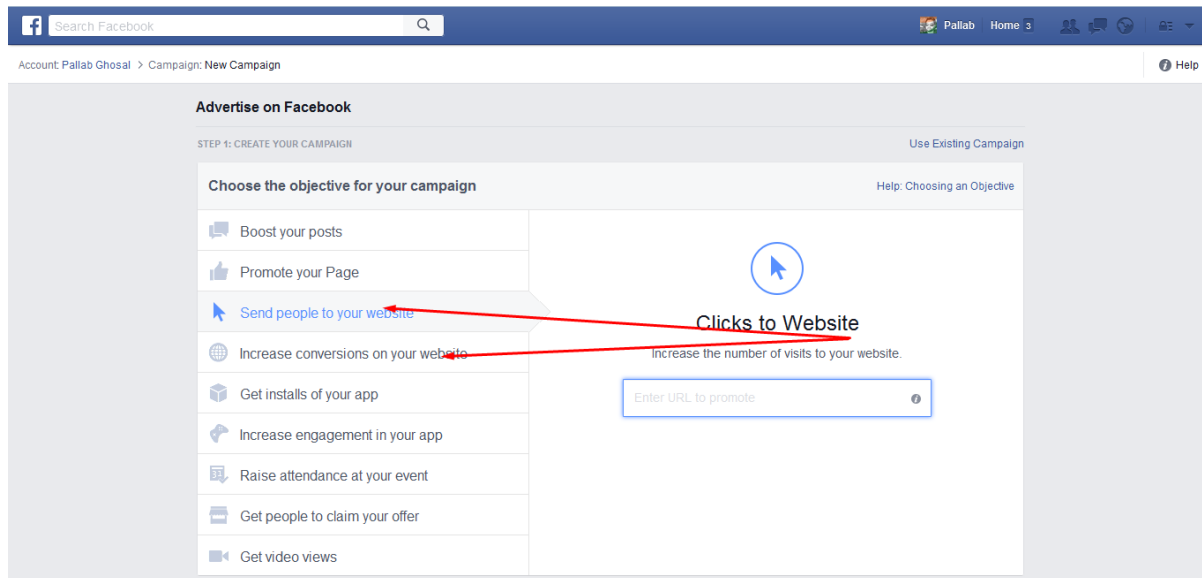 f Search Facebook Pallab Home 3
Account: Pallab Ghosal > Campaign: New Campaign Help
Advertise on Facebook
STEP 1: CREATE YOUR CAMPAIGN Use Existing Campaign
Choose the objective for your campaign Help: Choosing an Objective
Boost your posts
Promote your Page
Send people to your website
Increase conversions on your website
Get installs of your app
Increase engagement in your app
31 Raise attendance at your event
Get people to claim your offer
Get video views
Clicks to Website
Increase the number of visits to your website.
Enter URL to promote